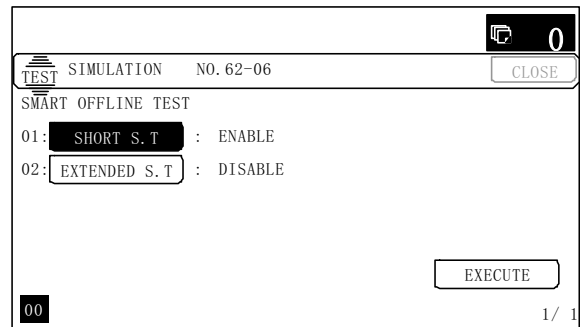 0
TEST SIMULATION NO.62-06 CLOSE
SMART OFFLINE TEST
01: SHORT S.T : ENABLE
02: EXTENDED S.T : DISABLE
EXECUTE
00 1/ 1